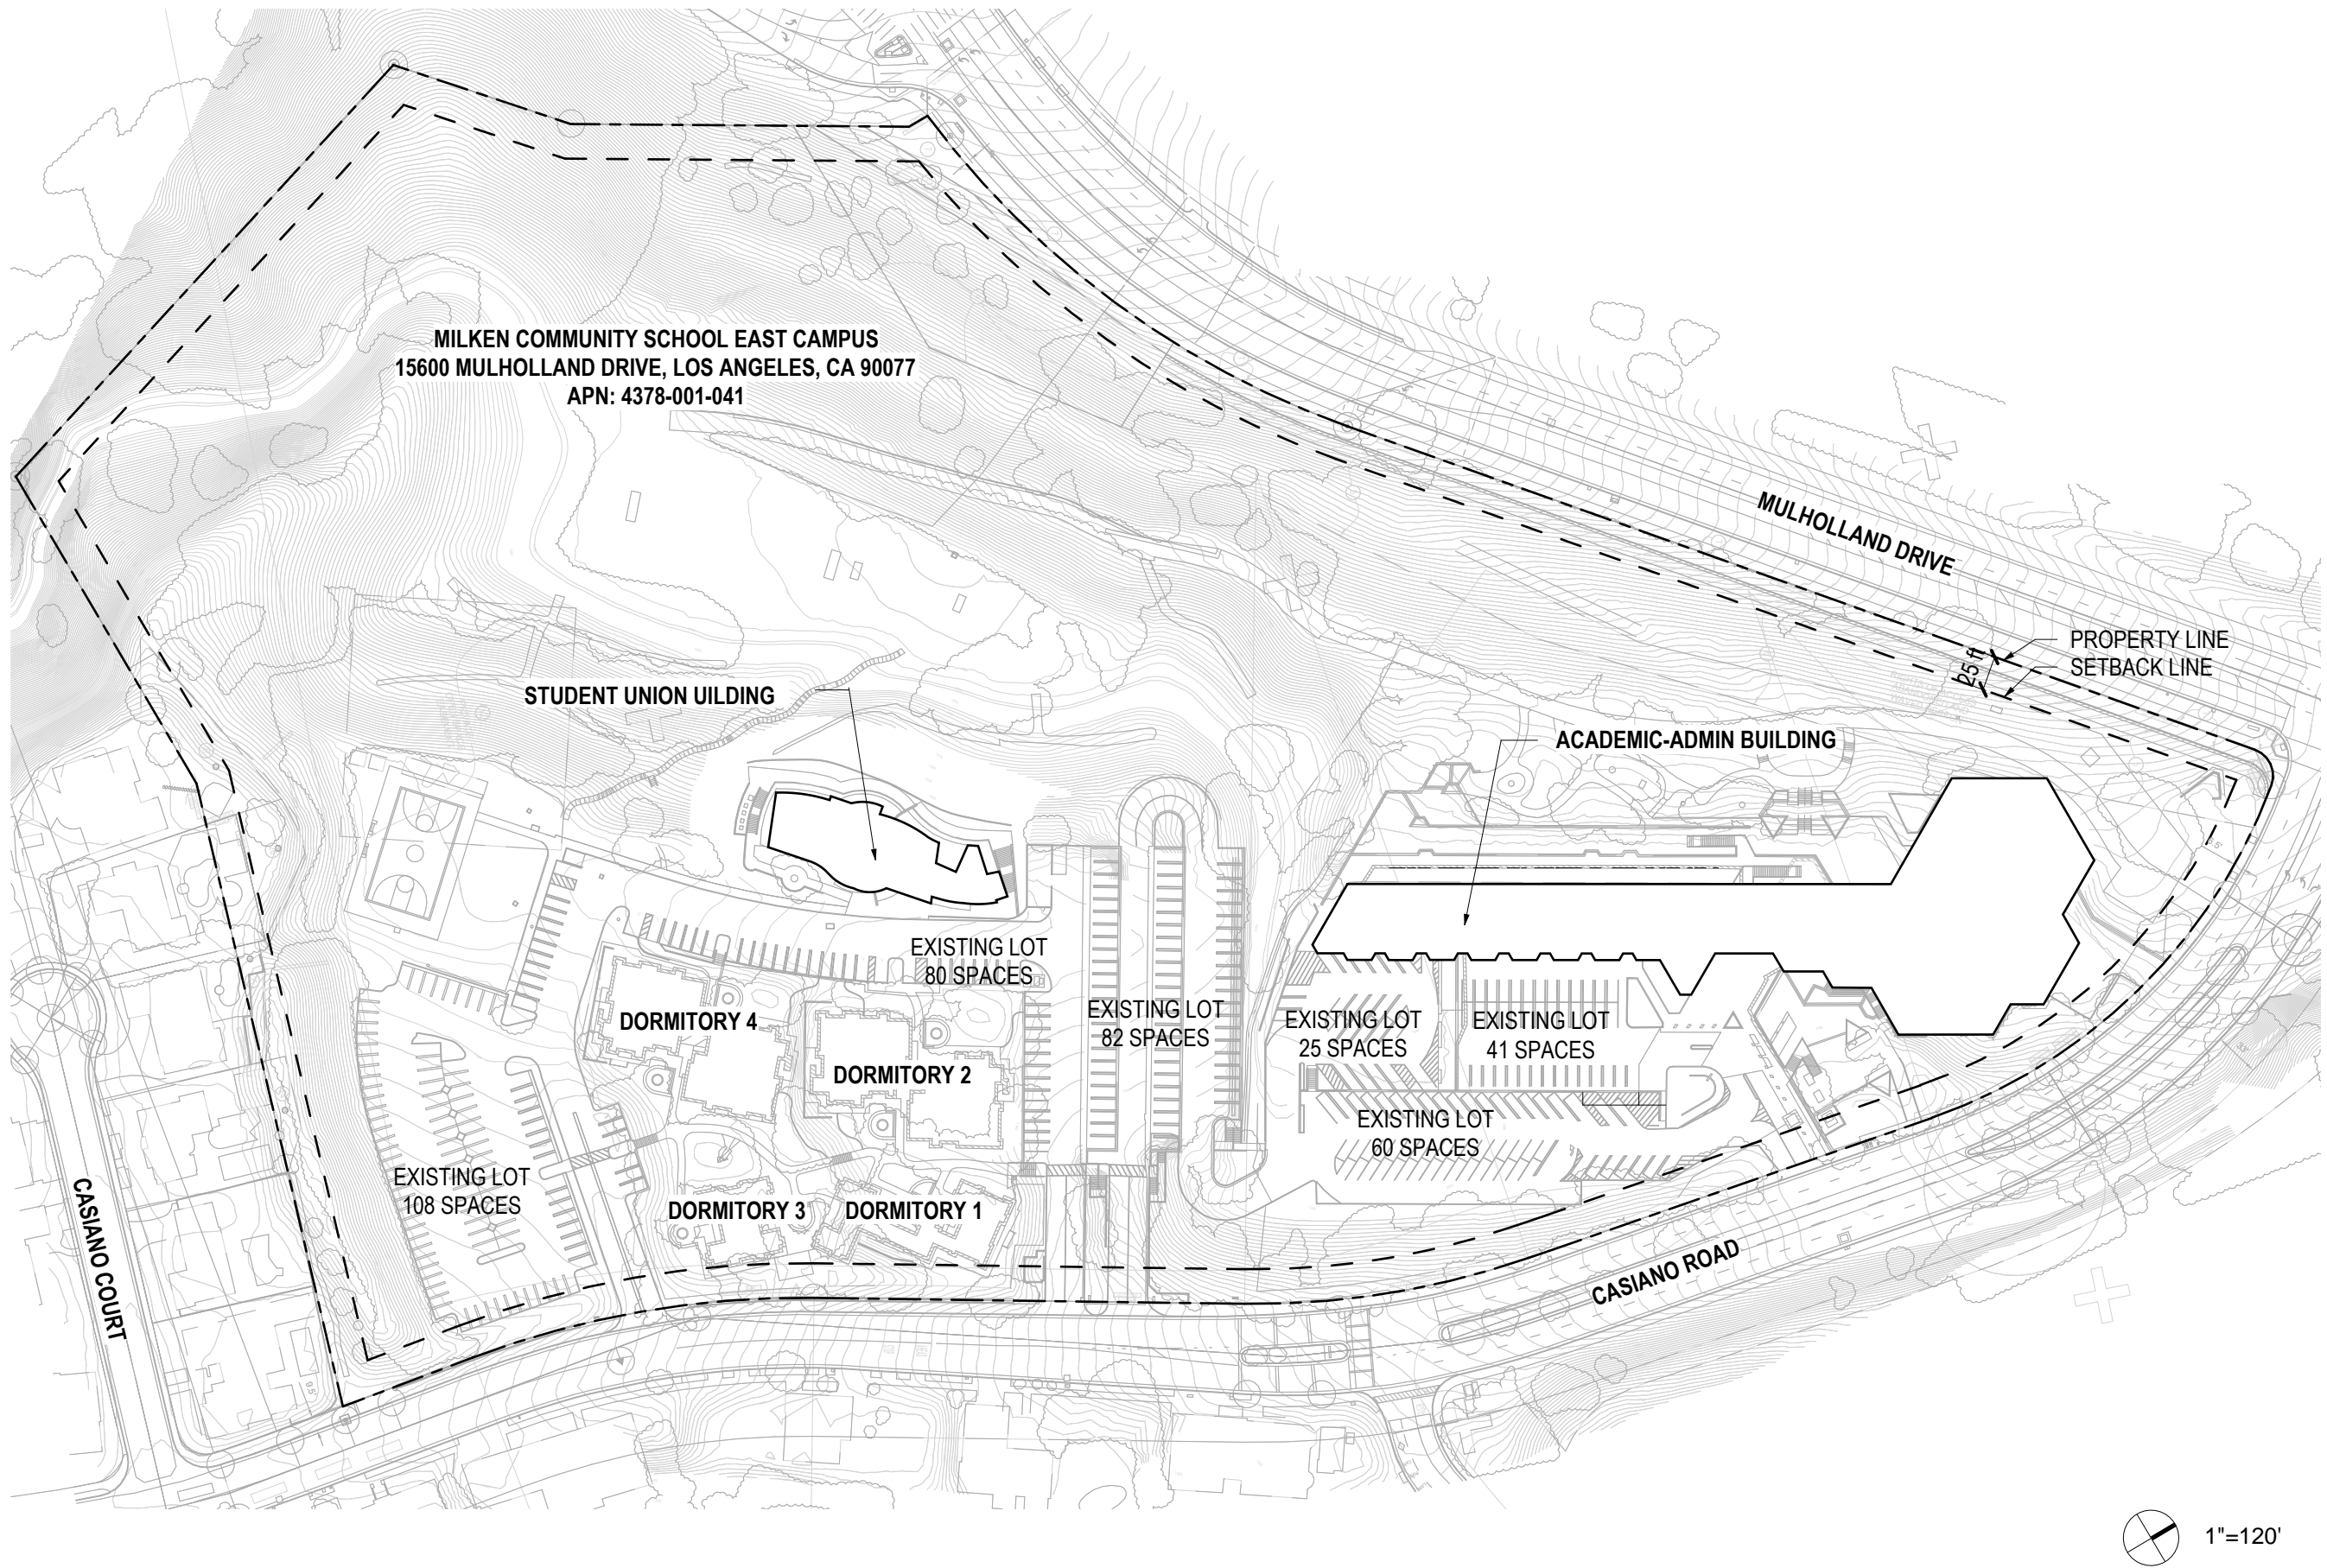 MILKEN COMMUNITY SCHOOL EAST CAMPUS
15600 MULHOLLAND DRIVE, LOS ANGELES, CA 90077
APN: 4378-001-041
MULHOLLAND DRIVE
PROPERTY LINE
SETBACK LINE
25 ft
STUDENT UNION UILDING
ACADEMIC-ADMIN BUILDING
EXISTING LOT
80 SPACES
EXISTING LOT
82 SPACES
EXISTING LOT
25 SPACES
EXISTING LOT
41 SPACES
DORMITORY 4
DORMITORY 2
EXISTING LOT
60 SPACES
EXISTING LOT
108 SPACES
DORMITORY 3
DORMITORY 1
CASIANO COURT
CASIANO ROAD
1"=120'